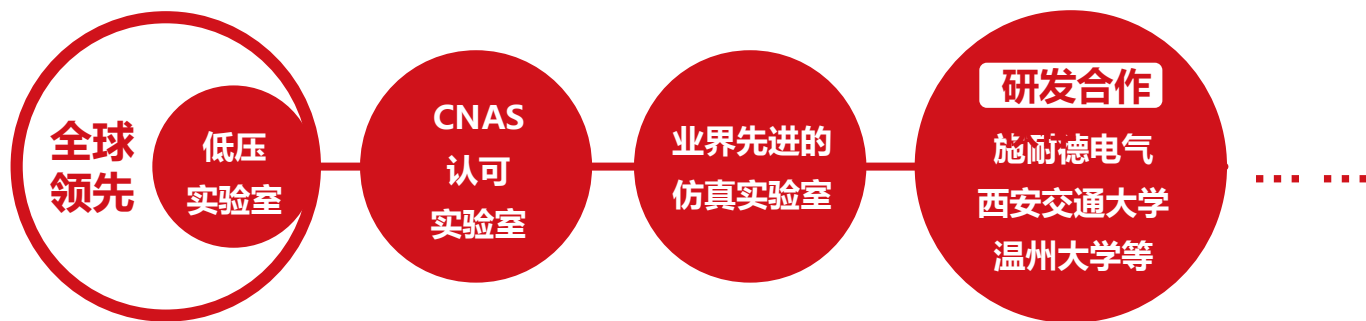 全球
领先
低压
实验室
CNAS
认可
实验室
业界先进的
仿真实验室
研发合作
施耐德电气
西安交通大学
温州大学等